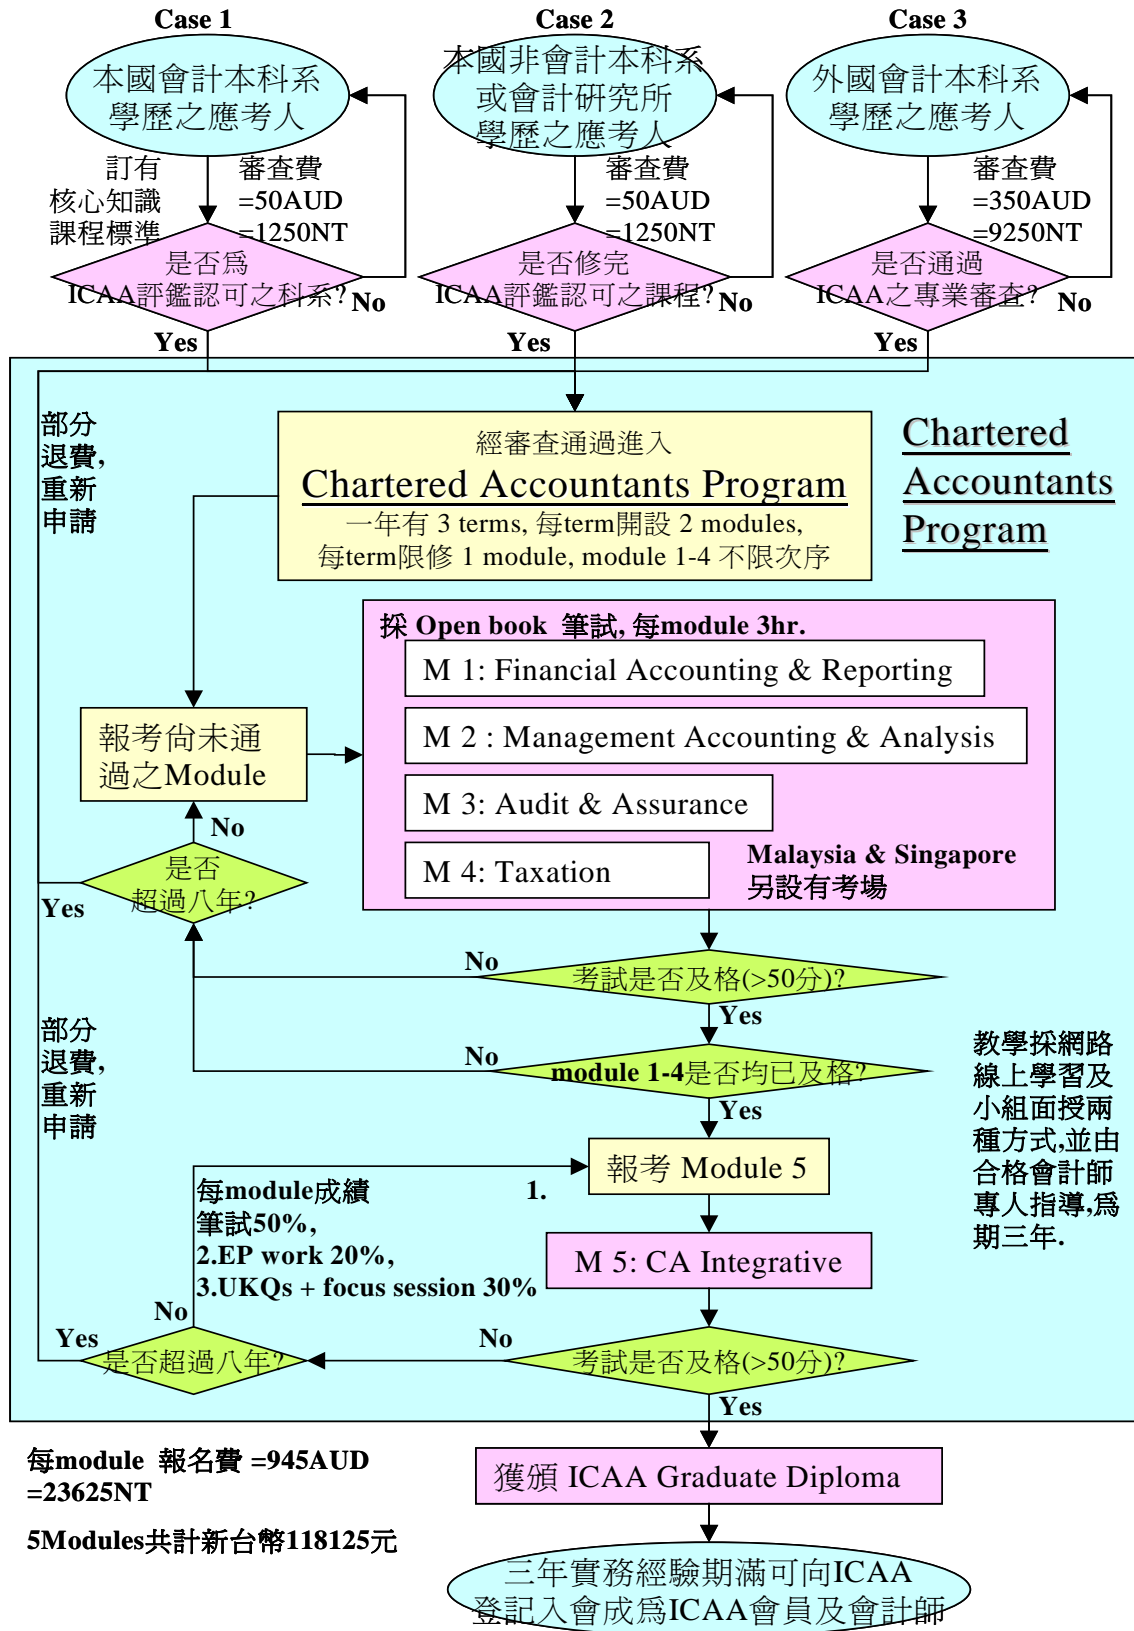 Case 1
Case 2
Case 3
本國會計本科系
學歷之應考人
本國非會計本科系
或會計研究所
學歷之應考人
外國會計本科系
學歷之應考人
訂有
核心知識
課程標準
審查費
=50AUD
=1250NT
審查費
=50AUD
=1250NT
審查費
=350AUD
=9250NT
是否為
ICAA評鑑認可之科系?
No
是否修完
ICAA評鑑認可之課程?
No
是否通過
ICAA之專業審查?
No
Yes
Yes
Yes
部分
退費,
重新
申請
經審查通過進入
Chartered Accountants Program
一年有 3 terms, 每term開設 2 modules,
每term限修 1 module, module 1-4 不限次序
Chartered
Accountants
Program
採 Open book 筆試, 每module 3hr.
M 1: Financial Accounting & Reporting
M 2 : Management Accounting & Analysis
M 3: Audit & Assurance
M 4: Taxation
Malaysia & Singapore
另設有考場
報考尚未通
過之Module
No
是否
超過八年?
Yes
No
考試是否及格(>50分)?
Yes
部分
退費,
重新
申請
No
module 1-4是否均已及格?
Yes
教學採網路
線上學習及
小組面授兩
種方式,並由
合格會計師
專人指導,為
期三年.
報考 Module 5
每module成績 1.
筆試50%,
2.EP work 20%,
3.UKQs + focus session 30%
M 5: CA Integrative
No
Yes
是否超過八年?
No
考試是否及格(>50分)?
Yes
每module 報名費 =945AUD
=23625NT
5Modules共計新台幣118125元
獲頒 ICAA Graduate Diploma
三年實務經驗期滿可向ICAA
登記入會成為ICAA會員及會計師